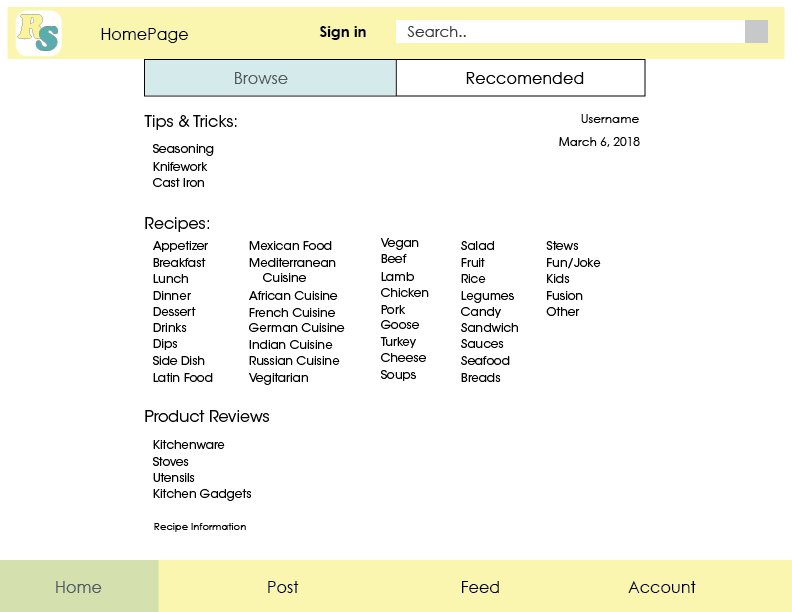 RS
HomePage
Sign in
Search..
Browse
Reccomended
Tips & Tricks:
Username
March 6, 2018
Seasoning
Knifework
Cast Iron
Recipes:
Appetizer
Breakfast
Lunch
Dinner
Dessert
Drinks
Dips
Side Dish
Latin Food
Mexican Food
Mediterranean
Cuisine
African Cuisine
French Cuisine
German Cuisine
Indian Cuisine
Russian Cuisine
Vegitarian
Vegan
Beef
Lamb
Chicken
Pork
Goose
Turkey
Cheese
Soups
Salad
Fruit
Rice
Legumes
Candy
Sandwich
Sauces
Seafood
Breads
Stews
Fun/Joke
Kids
Fusion
Other
Product Reviews
Kitchenware
Stoves
Utensils
Kitchen Gadgets
Recipe Information
Home
Post
Feed
Account